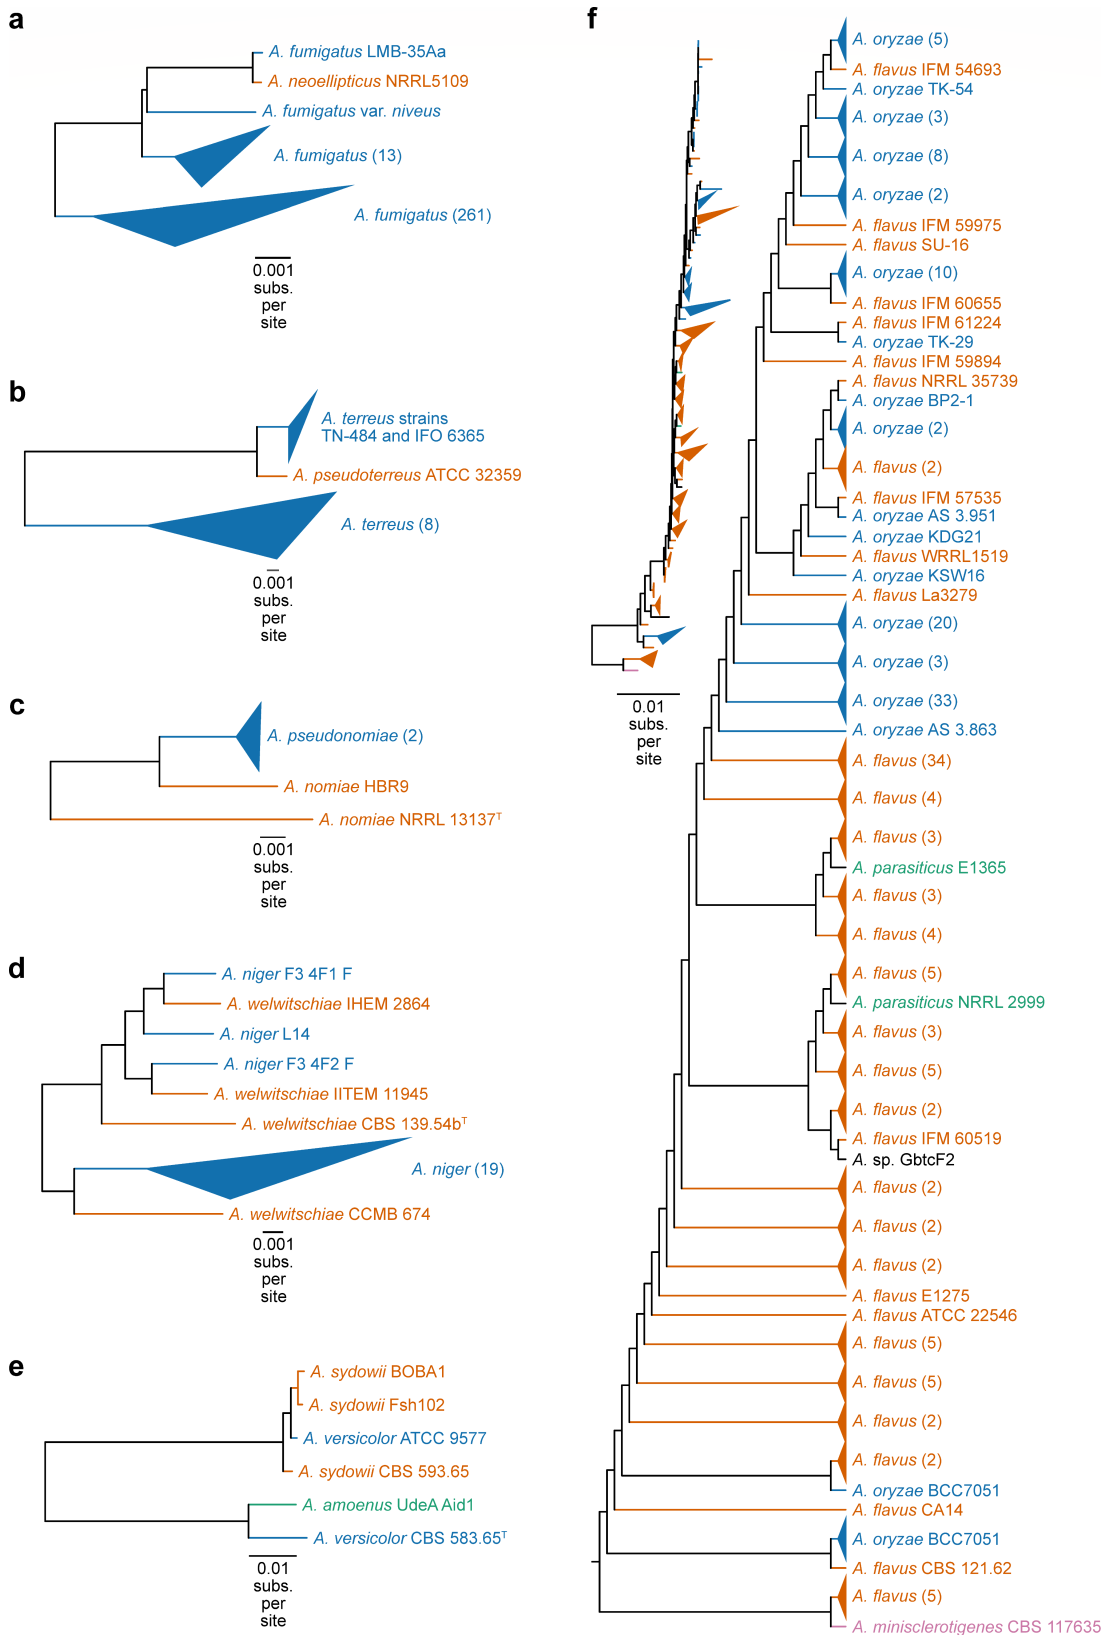 a
A. fumigatus LMB-35Aa
A. neoellipticus NRRL5109
A. fumigatus var. niveus
A. fumigatus (13)
A. fumigatus (261)
0.001
subs.
per
site
b
A. terreus strains
TN-484 and IFO 6365
A. pseudoterreus ATCC 32359
A. terreus (8)
0.001
subs.
per
site
c
A. pseudonomiae (2)
A. nomiae HBR9
A. nomiae NRRL 13137ᵀ
0.001
subs.
per
site
d
A. niger F3 4F1 F
A. welwitschiae IHEM 2864
A. niger L14
A. niger F3 4F2 F
A. welwitschiae IITEM 11945
A. welwitschiae CBS 139.54bᵀ
A. niger (19)
A. welwitschiae CCMB 674
0.001
subs.
per
site
e
A. sydowii BOBA1
A. sydowii Fsh102
A. versicolor ATCC 9577
A. sydowii CBS 593.65
A. amoenus UdeA Aid1
A. versicolor CBS 583.65ᵀ
0.01
subs.
per
site
f
0.01
subs.
per
site
A. oryzae (5)
A. flavus IFM 54693
A. oryzae TK-54
A. oryzae (3)
A. oryzae (8)
A. oryzae (2)
A. flavus IFM 59975
A. flavus SU-16
A. oryzae (10)
A. flavus IFM 60655
A. flavus IFM 61224
A. oryzae TK-29
A. flavus IFM 59894
A. flavus NRRL 35739
A. oryzae BP2-1
A. oryzae (2)
A. flavus (2)
A. flavus IFM 57535
A. oryzae AS 3.951
A. oryzae KDG21
A. flavus WRRL1519
A. oryzae KSW16
A. flavus La3279
A. oryzae (20)
A. oryzae (3)
A. oryzae (33)
A. oryzae AS 3.863
A. flavus (34)
A. flavus (4)
A. flavus (3)
A. parasiticus E1365
A. flavus (3)
A. flavus (4)
A. flavus (5)
A. parasiticus NRRL 2999
A. flavus (3)
A. flavus (5)
A. flavus (2)
A. flavus IFM 60519
A. sp. GbtcF2
A. flavus (2)
A. flavus (2)
A. flavus (2)
A. flavus E1275
A. flavus ATCC 22546
A. flavus (5)
A. flavus (5)
A. flavus (2)
A. flavus (2)
A. oryzae BCC7051
A. flavus CA14
A. oryzae BCC7051
A. flavus CBS 121.62
A. flavus (5)
A. minisclerotigenes CBS 117635